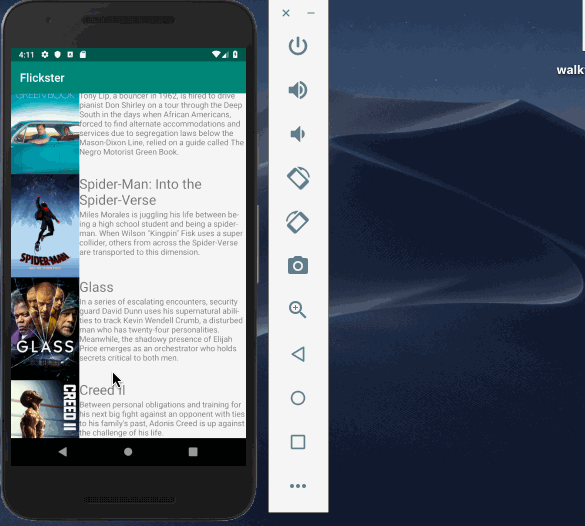 4:11
walk
Flickster
GREEN BOOK
Tony Lip, a bouncer in 1962, is hired to drive
pianist Don Shirley on a tour through the Deep
South in the days when African Americans,
forced to find alternate accommodations and
services due to segregation laws below the
Mason-Dixon Line, relied on a guide called The
Negro Motorist Green Book.
Spider-Man: Into the
Spider-Verse
Miles Morales is juggling his life between be-
ing a high school student and being a spider-
man. When Wilson "Kingpin" Fisk uses a super
collider, others from across the Spider-Verse
are transported to this dimension.
SPIDER-MAN
Glass
In a series of escalating encounters, security
guard David Dunn uses his supernatural abili-
ties to track Kevin Wendell Crumb, a disturbed
man who has twenty-four personalities.
Meanwhile, the shadowy presence of Elijah
Price emerges as an orchestrator who holds
secrets critical to both men.
GLASS
Creed II
Between personal obligations and training for
his next big fight against an opponent with ties
to his family's past, Adonis Creed is up against
the challenge of his life.
CREED II